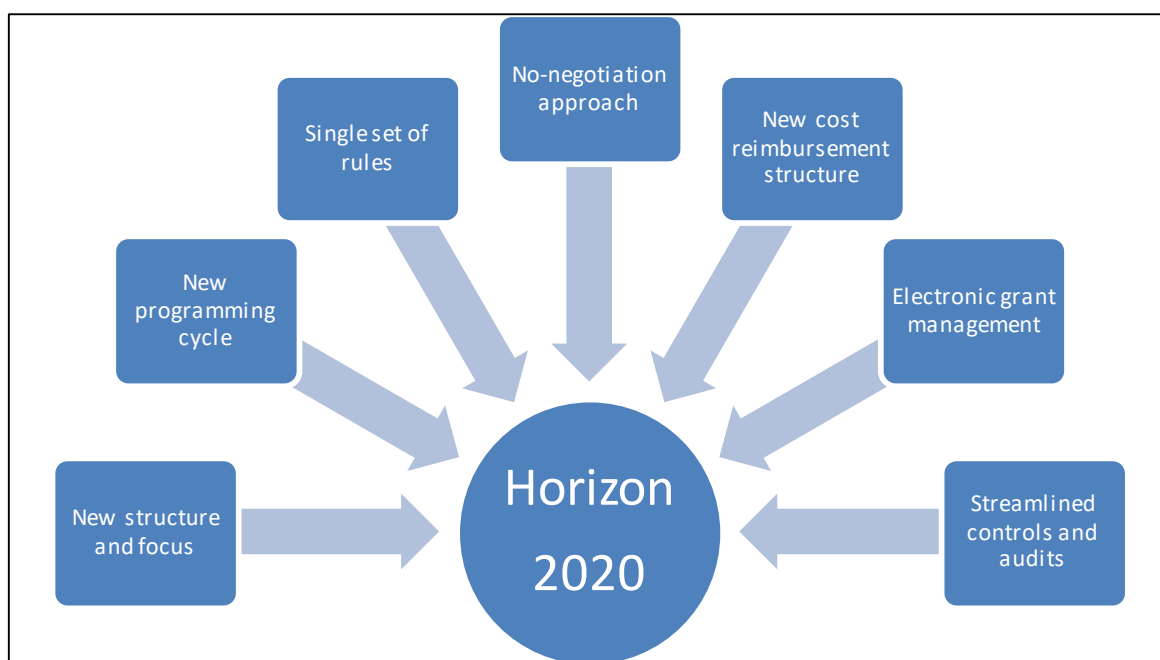 No-negotiation
approach
Single set of
rules
New cost
reimbursement
structure
New
programming
cycle
Electronic grant
management
New structure
and focus
Horizon
2020
Streamlined
controls and
audits